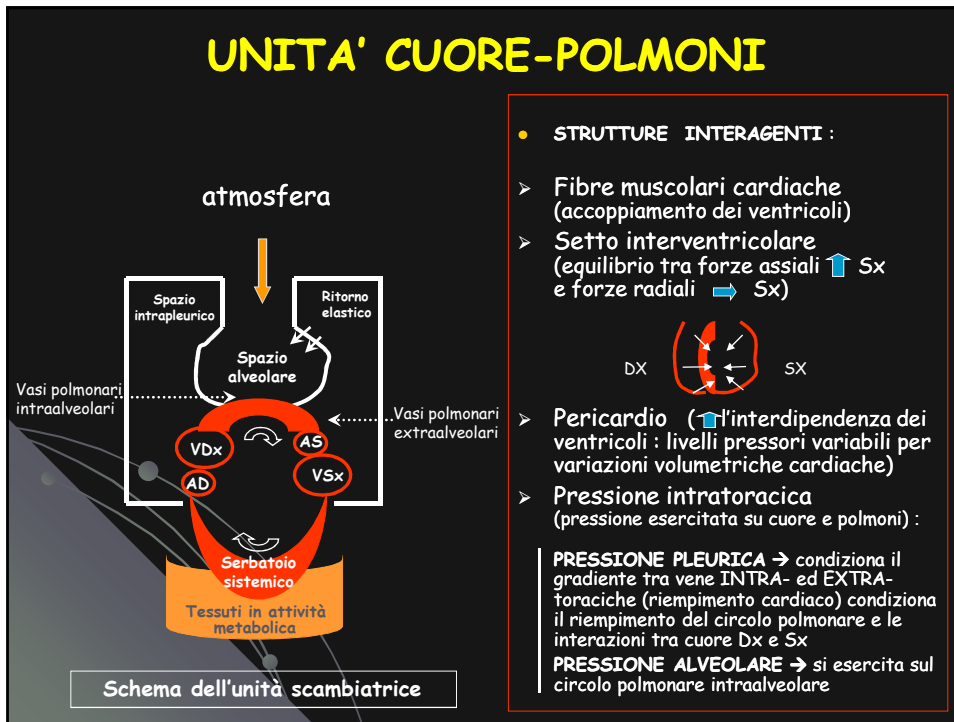 UNITA' CUORE-POLMONI
atmosfera
Spazio
intrapleurico
Ritorno
elastico
Spazio
alveolare
Vasi polmonari
intraalveolari
Vasi polmonari
extraalveolari
VDx
AS
AD
VSx
Serbatoio
sistemico
Tessuti in attività
metabolica
Schema dell'unità scambiatrice
STRUTTURE INTERAGENTI :
Fibre muscolari cardiache
(accoppiamento dei ventricoli)
Setto interventricolare
(equilibrio tra forze assiali Sx
e forze radiali Sx)
DX
SX
Pericardio ( l'interdipendenza dei
ventricoli : livelli pressori variabili per
variazioni volumetriche cardiache)
Pressione intratoracica
(pressione esercitata su cuore e polmoni) :
PRESSIONE PLEURICA → condiziona il
gradiente tra vene INTRA- ed EXTRA-
toraciche (riempimento cardiaco) condiziona
il riempimento del circolo polmonare e le
interazioni tra cuore Dx e Sx
PRESSIONE ALVEOLARE → si esercita sul
circolo polmonare intraalveolare